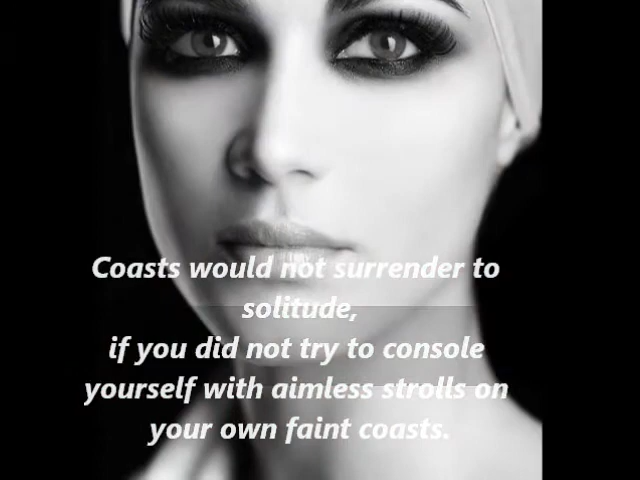 Coasts would not surrender to
solitude,
if you did not try to console
yourself with aimless strolls on
your own faint coasts.